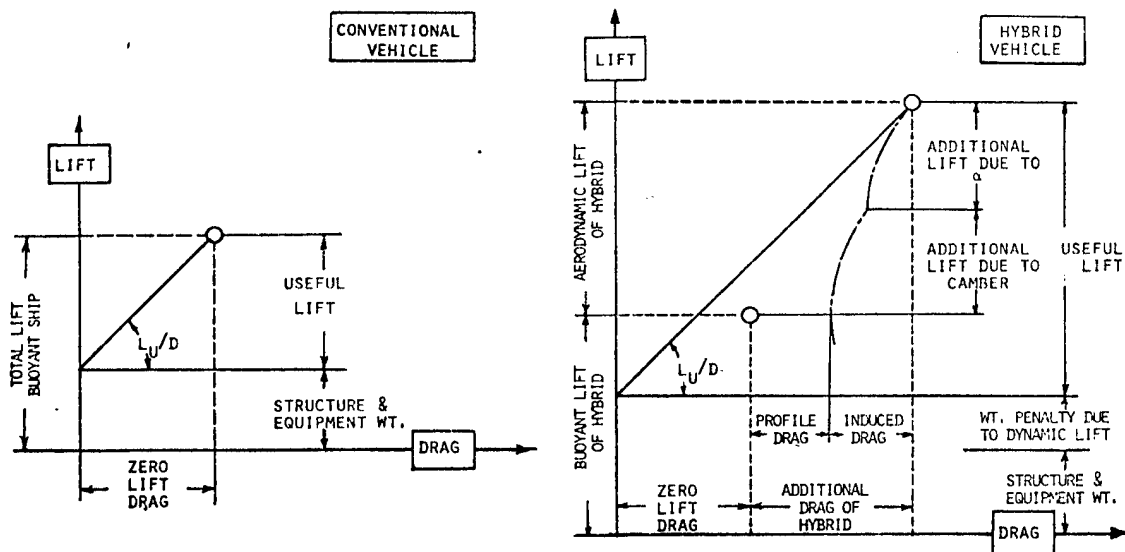 CONVENTIONAL
VEHICLE
LIFT
TOTAL LIFT
BUOYANT SHIP
L_U/D
USEFUL
LIFT
STRUCTURE &
EQUIPMENT WT.
DRAG
ZERO
LIFT
DRAG
HYBRID
VEHICLE
LIFT
AERODYNAMIC LIFT
OF HYBRID
BUOYANT LIFT
OF HYBRID
L_U/D
ADDITIONAL
LIFT DUE TO
α
ADDITIONAL
LIFT DUE TO
CAMBER
USEFUL
LIFT
PROFILE
DRAG
INDUCED
DRAG
WT. PENALTY DUE
TO DYNAMIC LIFT
ZERO
LIFT
DRAG
ADDITIONAL
DRAG OF
HYBRID
STRUCTURE &
EQUIPMENT WT.
DRAG